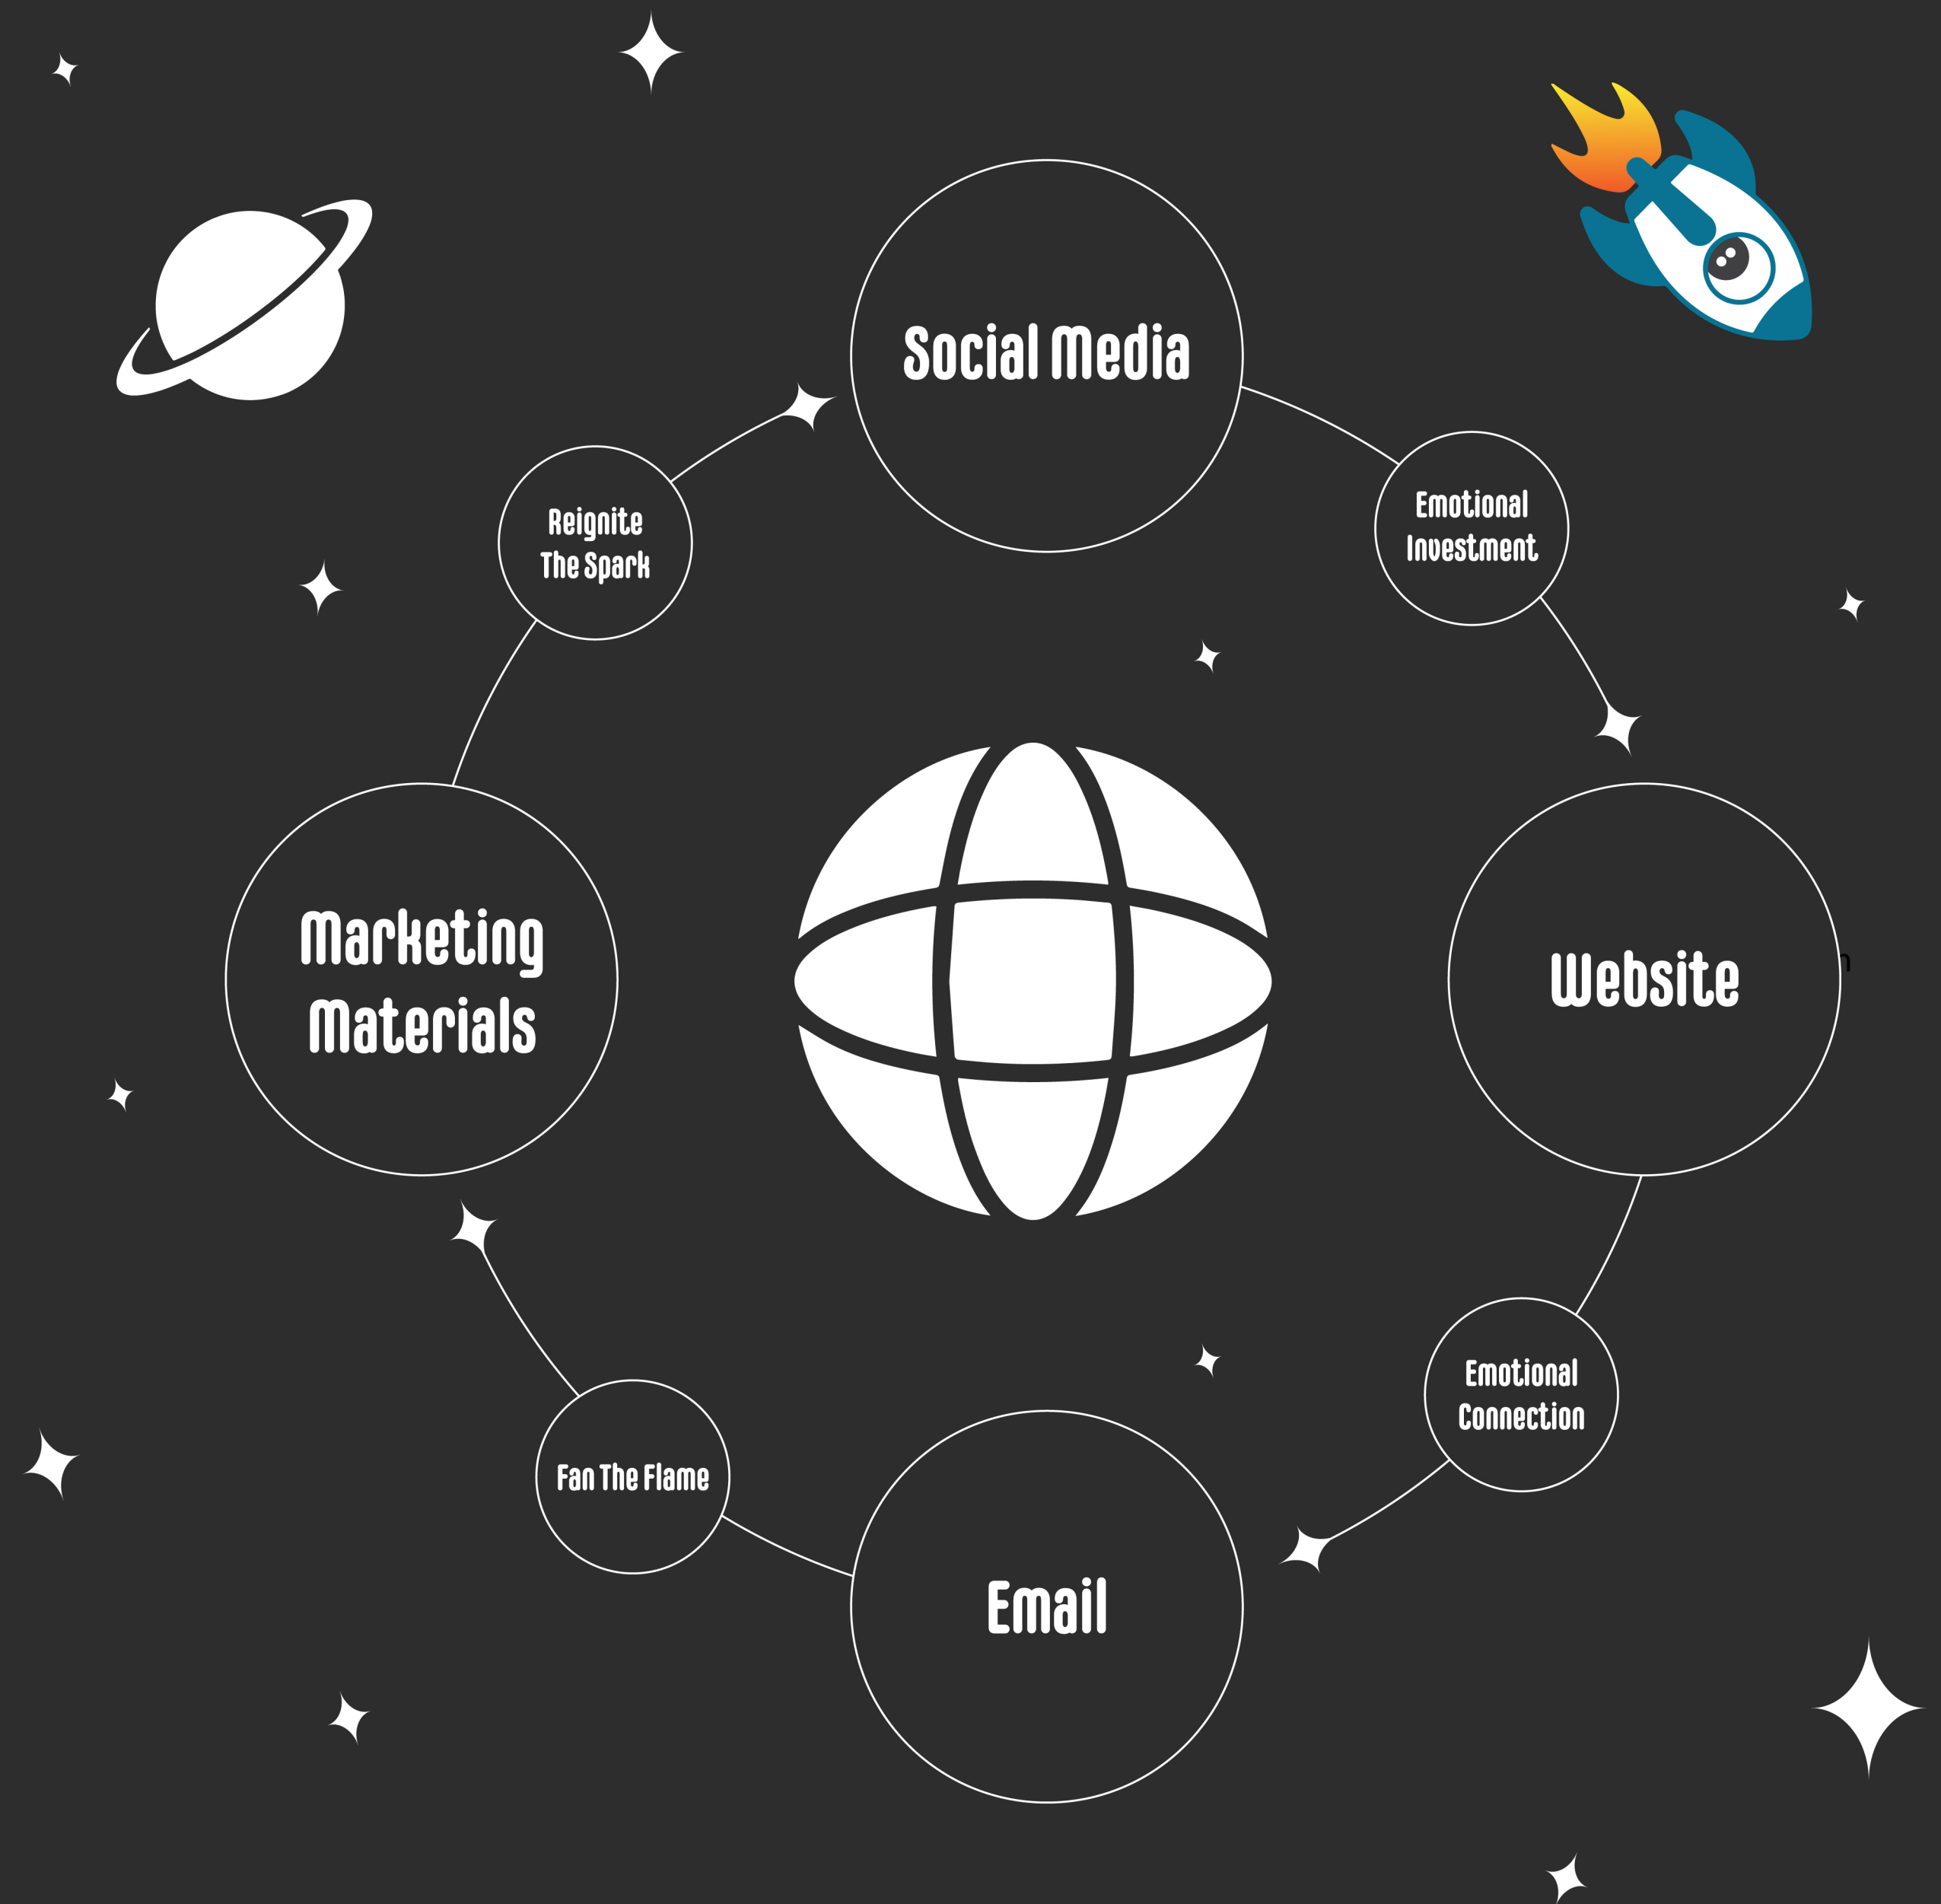 Social Media
Emotional
Investment
Reignite
The Spark
Marketing
Materials
Website
Emotional
Connection
Fan The Flame
Email